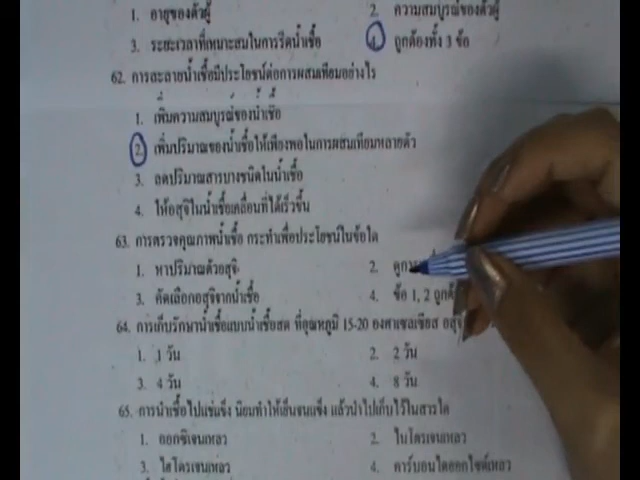 1. อายุของตัวผู้ 2. ความสมบูรณ์ของตัวผู้
3. ระยะเวลาที่เหมาะสมในการรีดน้ำเชื้อ 4. ถูกต้องทั้ง 3 ข้อ
62. การละลายน้ำเชื้อมีประโยชน์ต่อการผสมเทียมอย่างไร
1. เพิ่มความสมบูรณ์ของน้ำเชื้อ
2. เพิ่มปริมาณของน้ำเชื้อให้เพียงพอในการผสมเทียมหลายตัว
3. ลดปริมาณสารบางชนิดในน้ำเชื้อ
4. ให้อสุจิในน้ำเชื้อเคลื่อนที่ได้เร็วขึ้น
63. การตรวจคุณภาพน้ำเชื้อ กระทำเพื่อประโยชน์ในข้อใด
1. หาปริมาณตัวอสุจิ 2.
3. คัดเลือกอสุจิจากน้ำเชื้อ 4. ข้อ 1, 2
64. การเก็บรักษาน้ำเชื้อแบบน้ำเชื้อสด ที่อุณหภูมิ 15-20 องศาเซลเซียส
1. 1 วัน 2. 2 วัน
3. 4 วัน 4. 8 วัน
65. การนำเชื้อไปแช่แข็ง นิยมทำให้เย็นจนแข็ง แล้วนำไปเก็บไว้ในสารใด
1. ออกซิเจนเหลว 2. ไนโตรเจนเหลว
3. ไฮโดรเจนเหลว 4. คาร์บอนไดออกไซด์เหลว